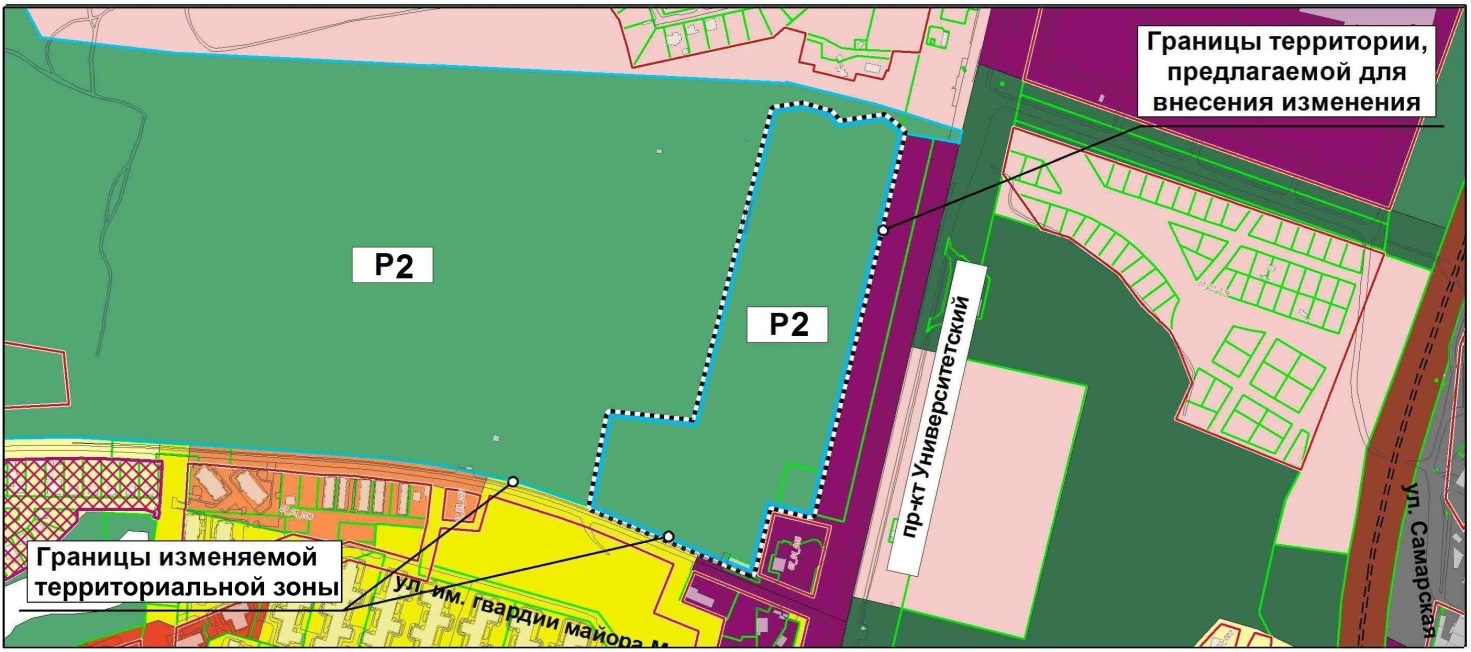 Границы территории,
предлагаемой для
внесения изменения
Р2
Р2
пр-кт Университетский
ул. Самарская
Границы изменяемой
территориальной зоны
ул. им. гвардии майора